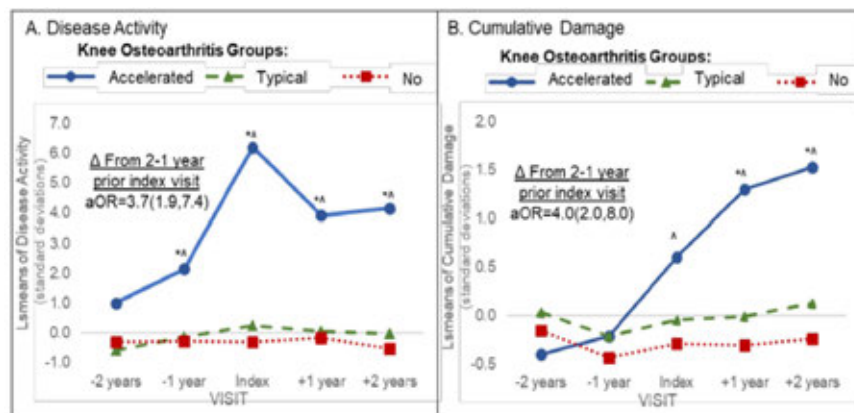 A. Disease Activity
Knee Osteoarthritis Groups:
Accelerated Typical No
7.0
6.0
5.0
4.0
3.0
2.0
1.0
0.0
-1.0
Δ From 2-1 year
prior index visit
aOR=3.7(1.9,7.4)
*^
*^
*^
*^
Lsmeans of Disease Activity
(standard deviations)
-2 years -1 year Index +1 year +2 years
VISIT
B. Cumulative Damage
Knee Osteoarthritis Groups:
Accelerated Typical No
2.0
1.5
1.0
0.5
0.0
-0.5
Δ From 2-1 year
prior index visit
aOR=4.0(2.0,8.0)
^
*^
*^
Lsmeans of Cumulative Damage
(standard deviations)
-2 years -1 year Index +1 year +2 years
VISIT